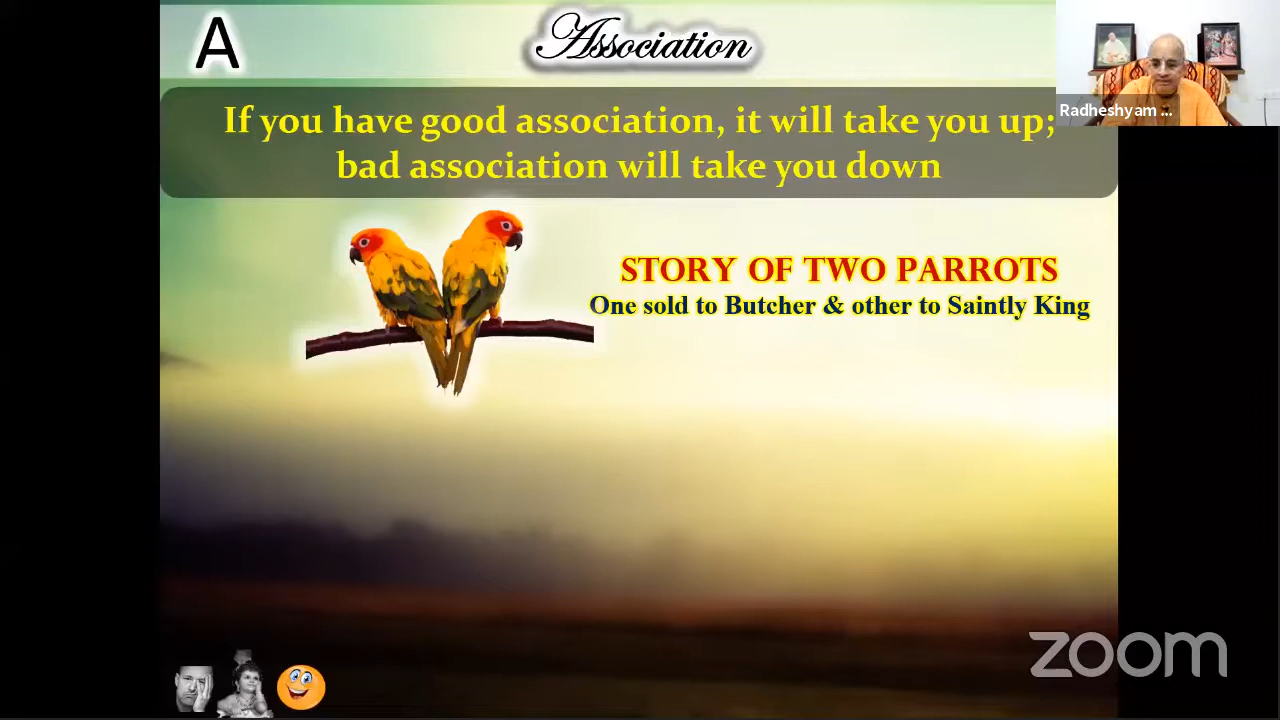 A
Association
If you have good association, it will take you up;
bad association will take you down
Radheshyam ...
STORY OF TWO PARROTS
One sold to Butcher & other to Saintly King
zoom